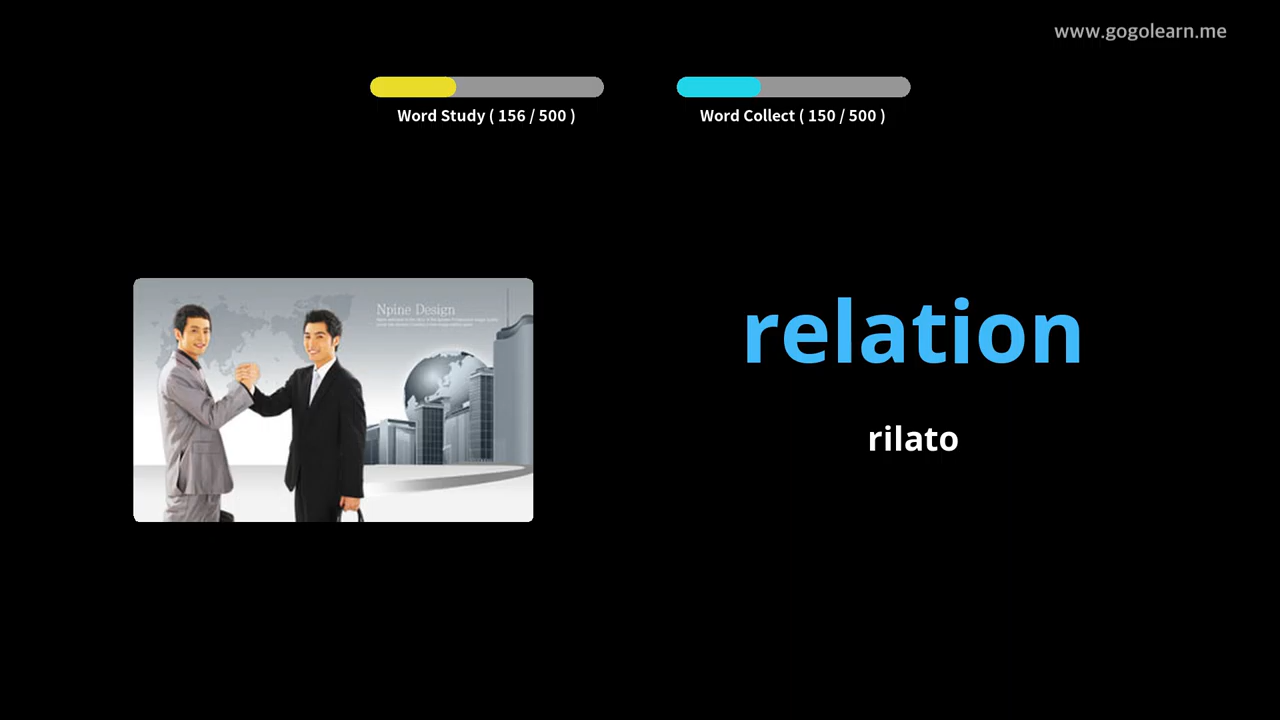 www.gogolearn.me
Word Study ( 156 / 500 )
Word Collect ( 150 / 500 )
Npine Design
relation
rilato